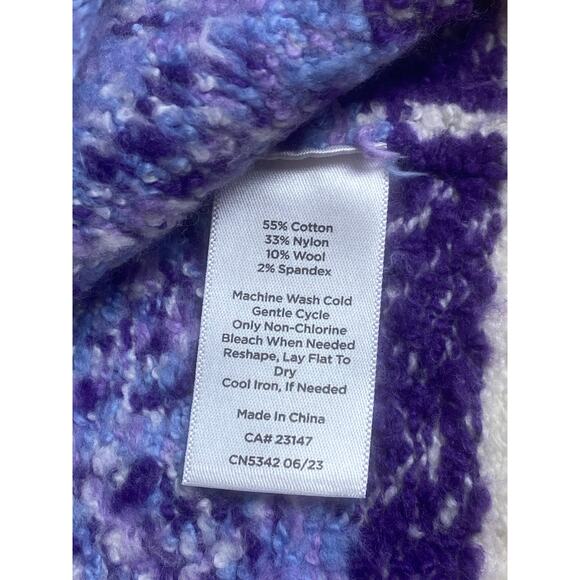 55% Cotton
33% Nylon
10% Wool
2% Spandex
Machine Wash Cold
Gentle Cycle
Only Non-Chlorine
Bleach When Needed
Reshape, Lay Flat To
Dry
Cool Iron, If Needed
Made In China
CA# 23147
CN5342 06/23